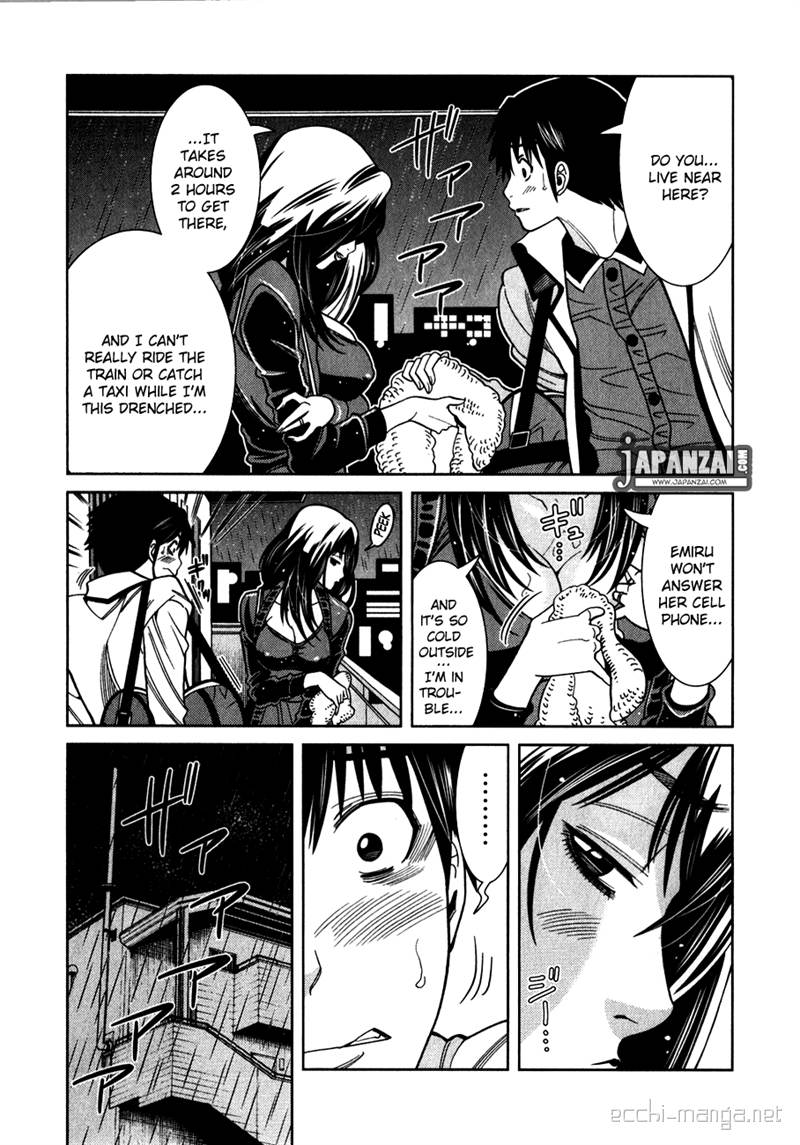 DO YOU...
LIVE NEAR
HERE?
...IT
TAKES
AROUND
2 HOURS
TO GET
THERE,
AND I CAN'T
REALLY RIDE THE
TRAIN OR CATCH
A TAXI WHILE I'M
THIS DRENCHED...
ザアアア
JAPANZAI.COM
WWW.JAPANZAI.COM
EMIRU
WON'T
ANSWER
HER CELL
PHONE...
ギュ...
AND
IT'S SO
COLD
OUTSIDE
...
I'M IN
TROU-
BLE...
PEEK
ジー...
........
ザアアアア
ecchi-manga.net